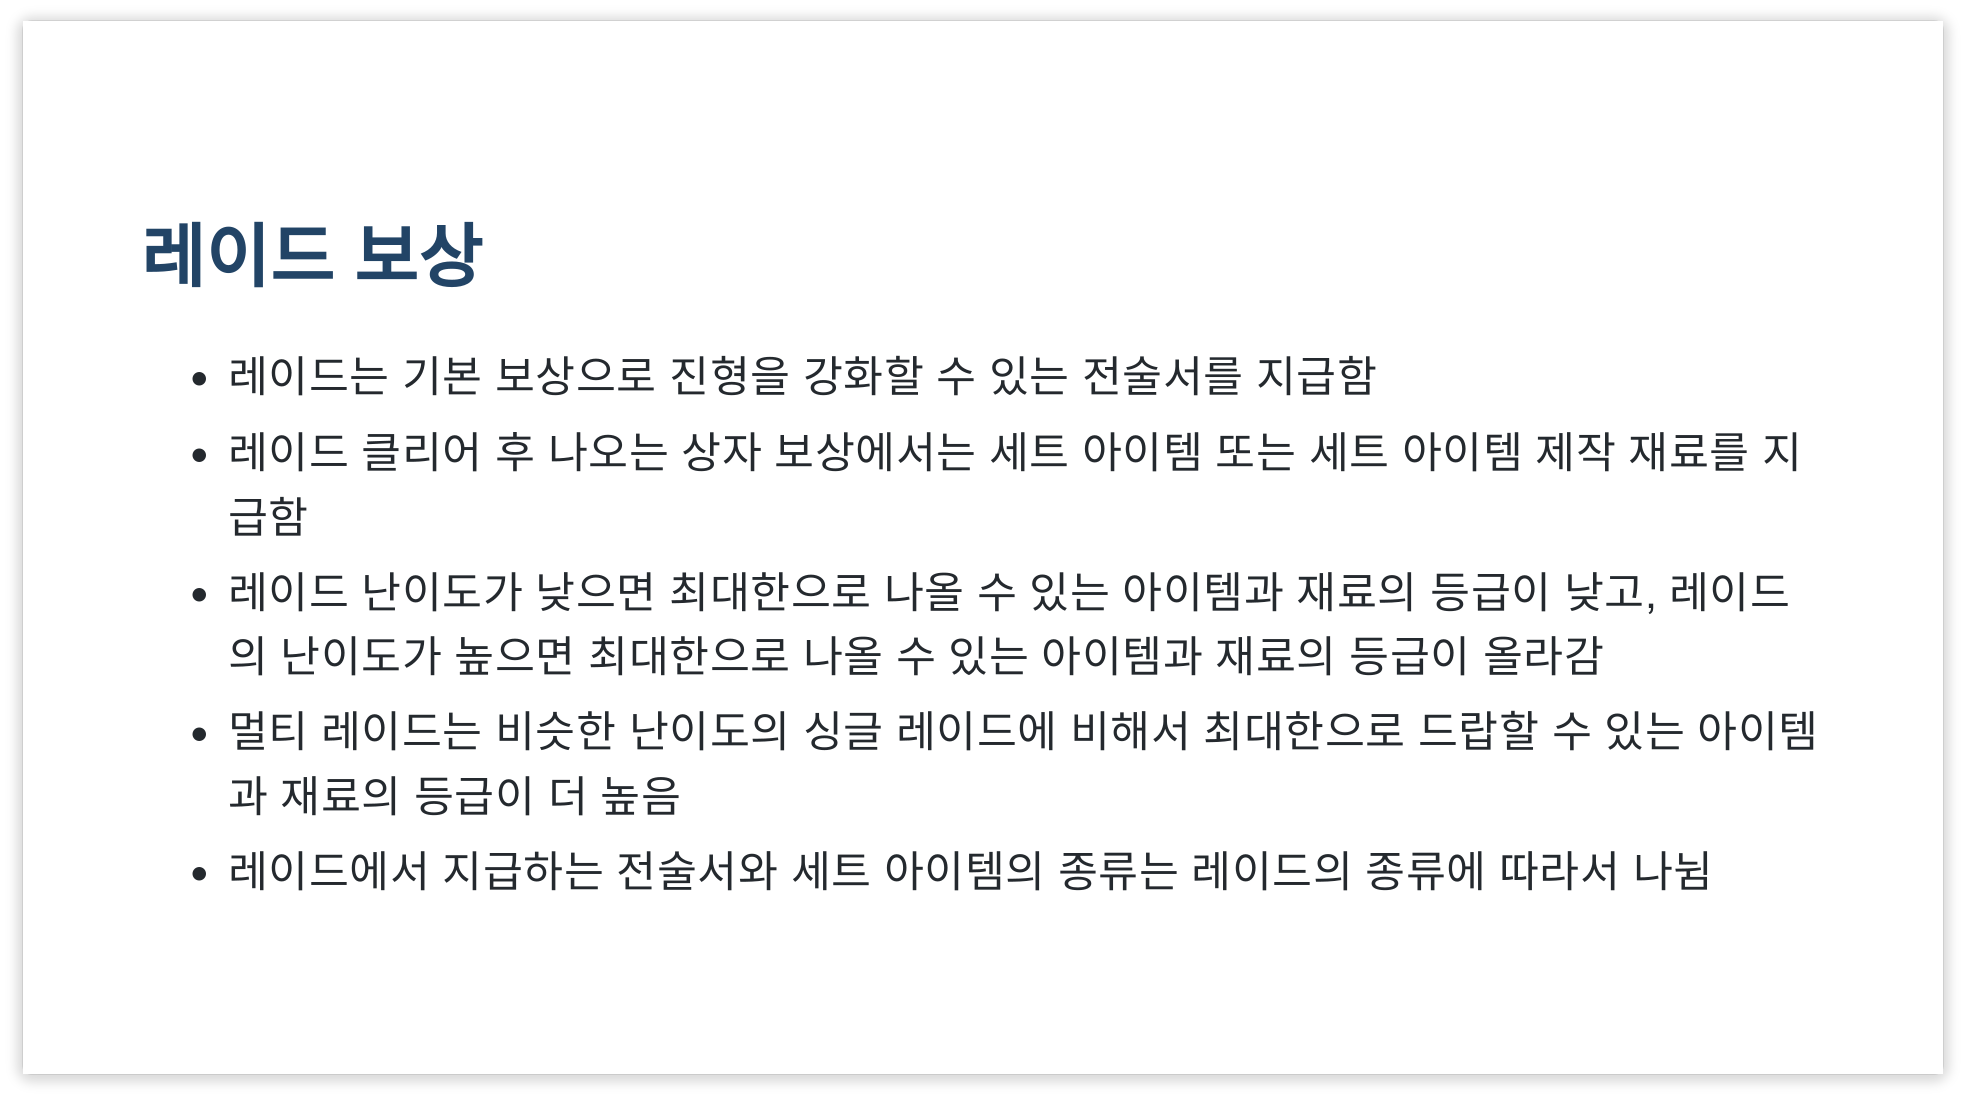 레이드 보상
• 레이드는 기본 보상으로 진형을 강화할 수 있는 전술서를 지급함
• 레이드 클리어 후 나오는 상자 보상에서는 세트 아이템 또는 세트 아이템 제작 재료를 지
급함
• 레이드 난이도가 낮으면 최대한으로 나올 수 있는 아이템과 재료의 등급이 낮고, 레이드
의 난이도가 높으면 최대한으로 나올 수 있는 아이템과 재료의 등급이 올라감
• 멀티 레이드는 비슷한 난이도의 싱글 레이드에 비해서 최대한으로 드랍할 수 있는 아이템
과 재료의 등급이 더 높음
• 레이드에서 지급하는 전술서와 세트 아이템의 종류는 레이드의 종류에 따라서 나뉨